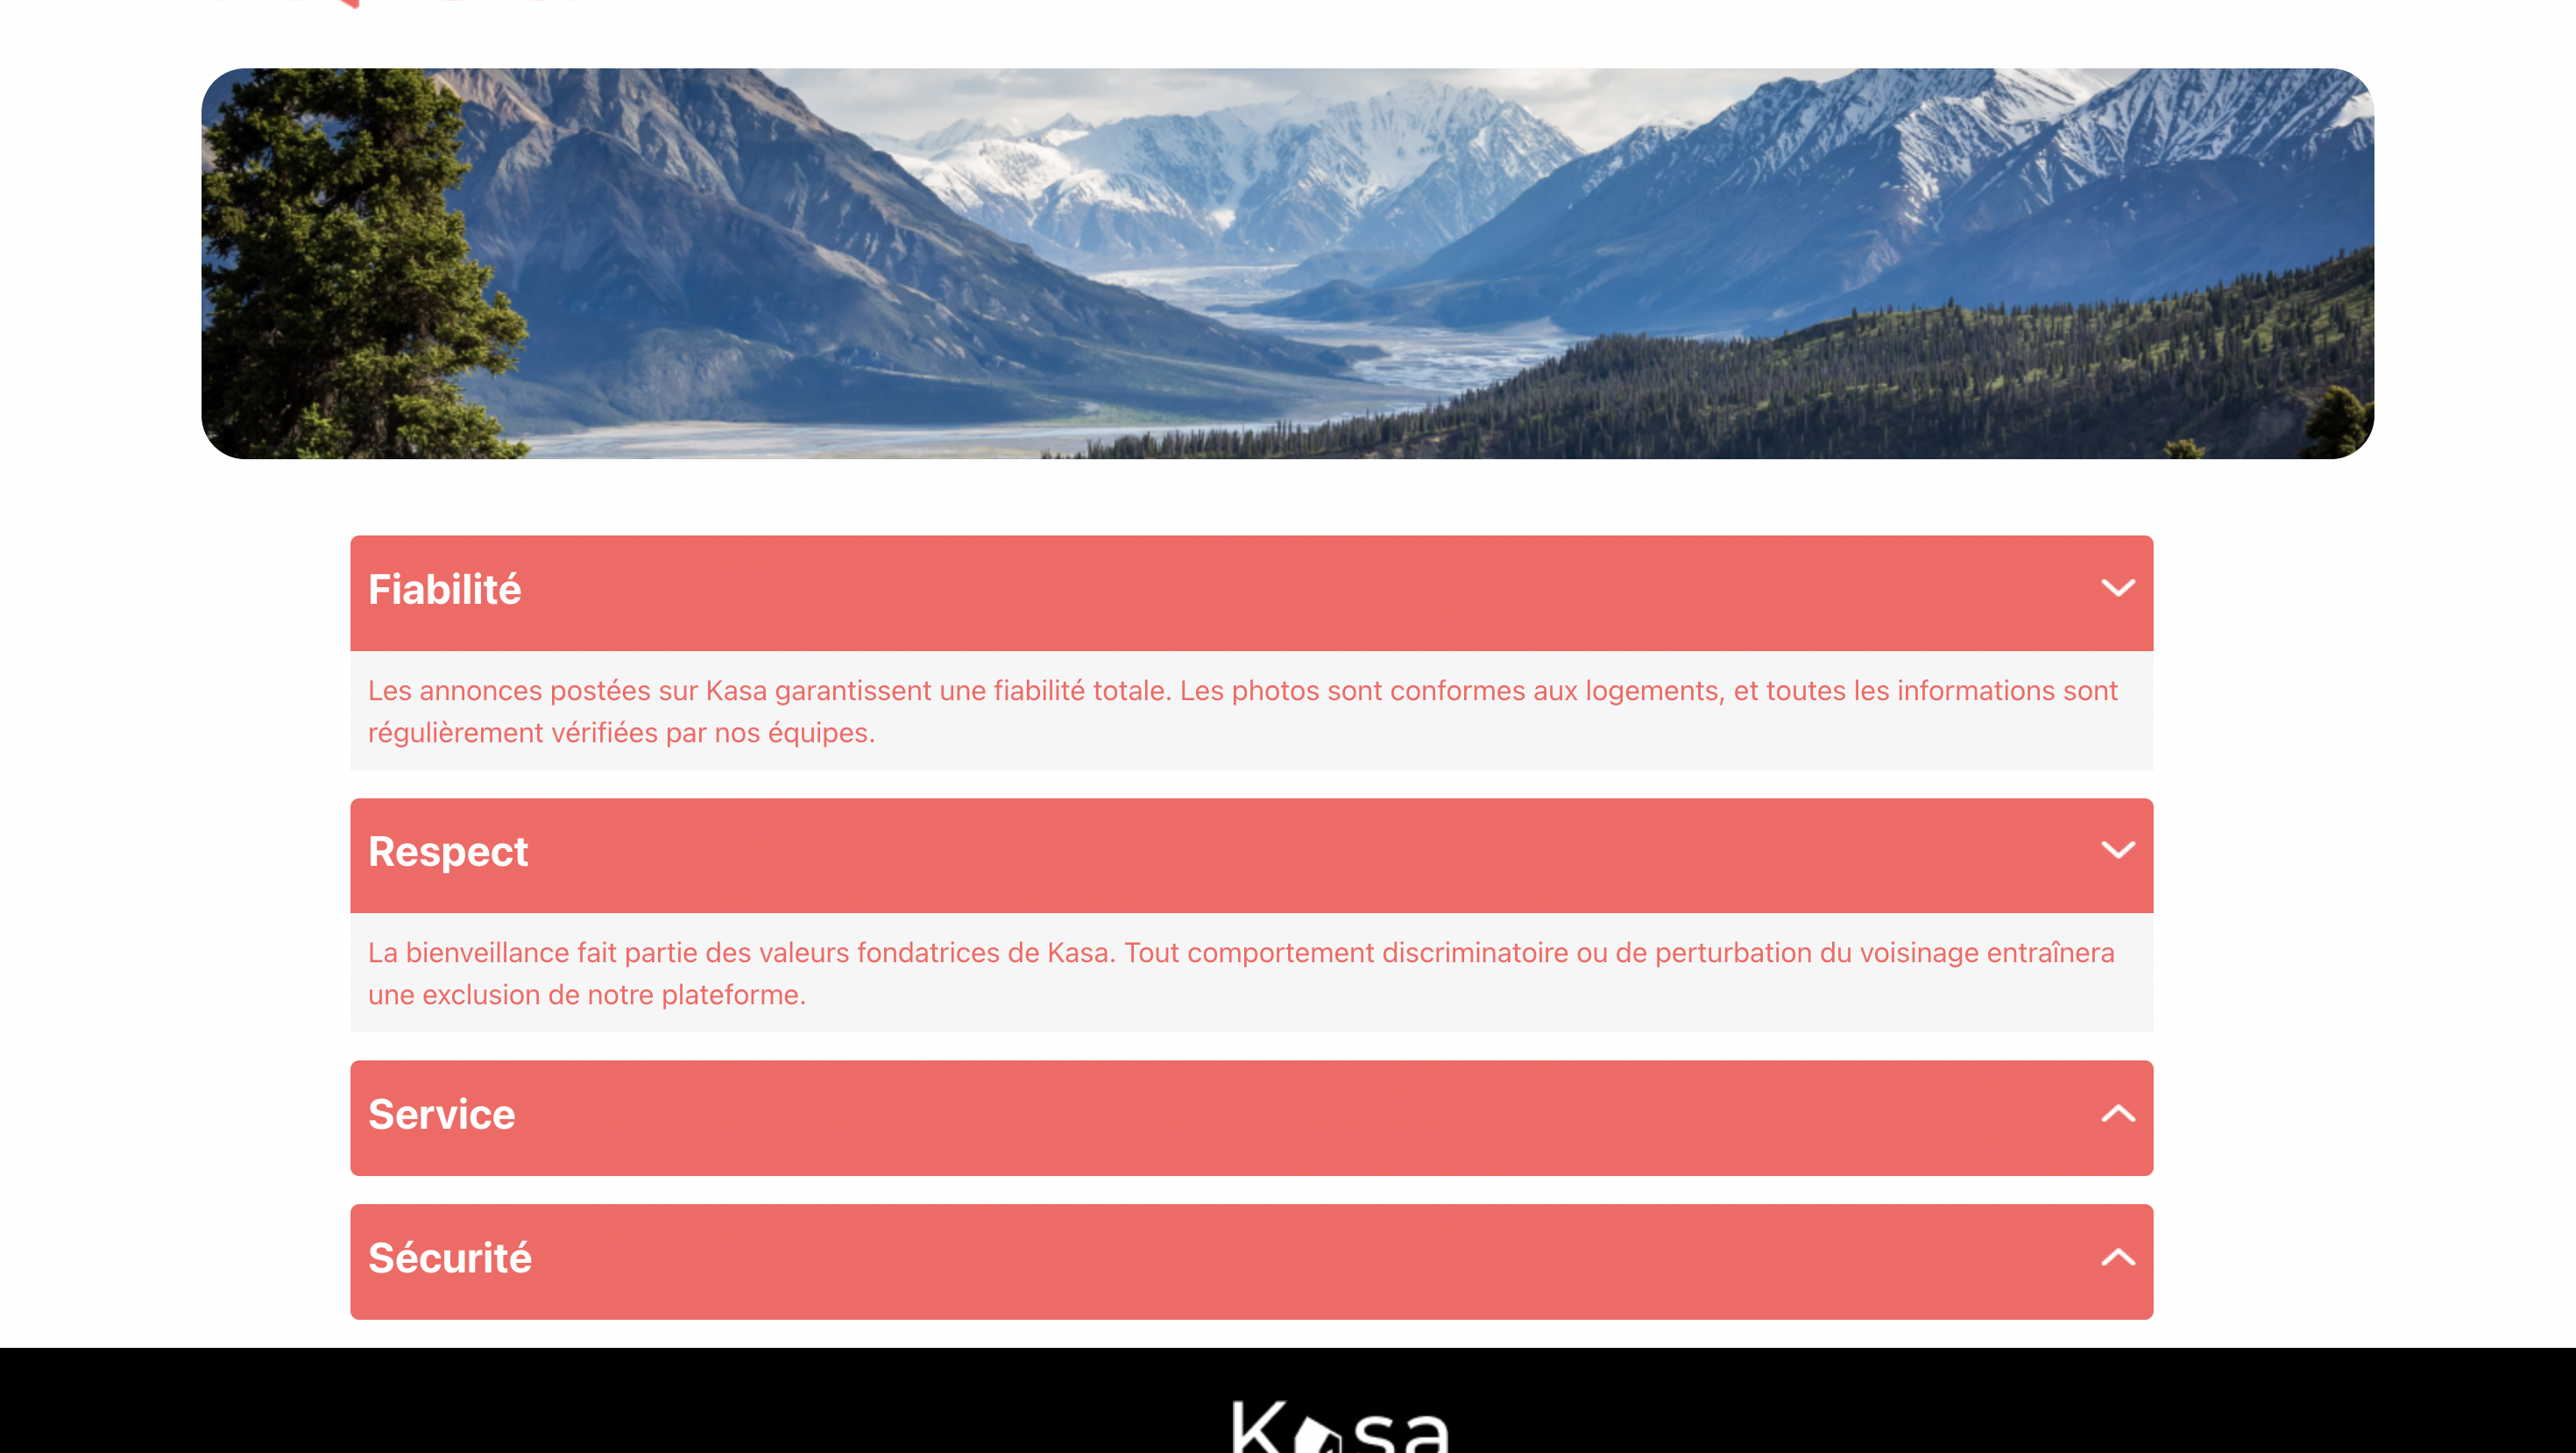 Fiabilité
Les annonces postées sur Kasa garantissent une fiabilité totale. Les photos sont conformes aux logements, et toutes les informations sont
régulièrement vérifiées par nos équipes.
Respect
La bienveillance fait partie des valeurs fondatrices de Kasa. Tout comportement discriminatoire ou de perturbation du voisinage entraînera
une exclusion de notre plateforme.
Service
Sécurité
Kasa